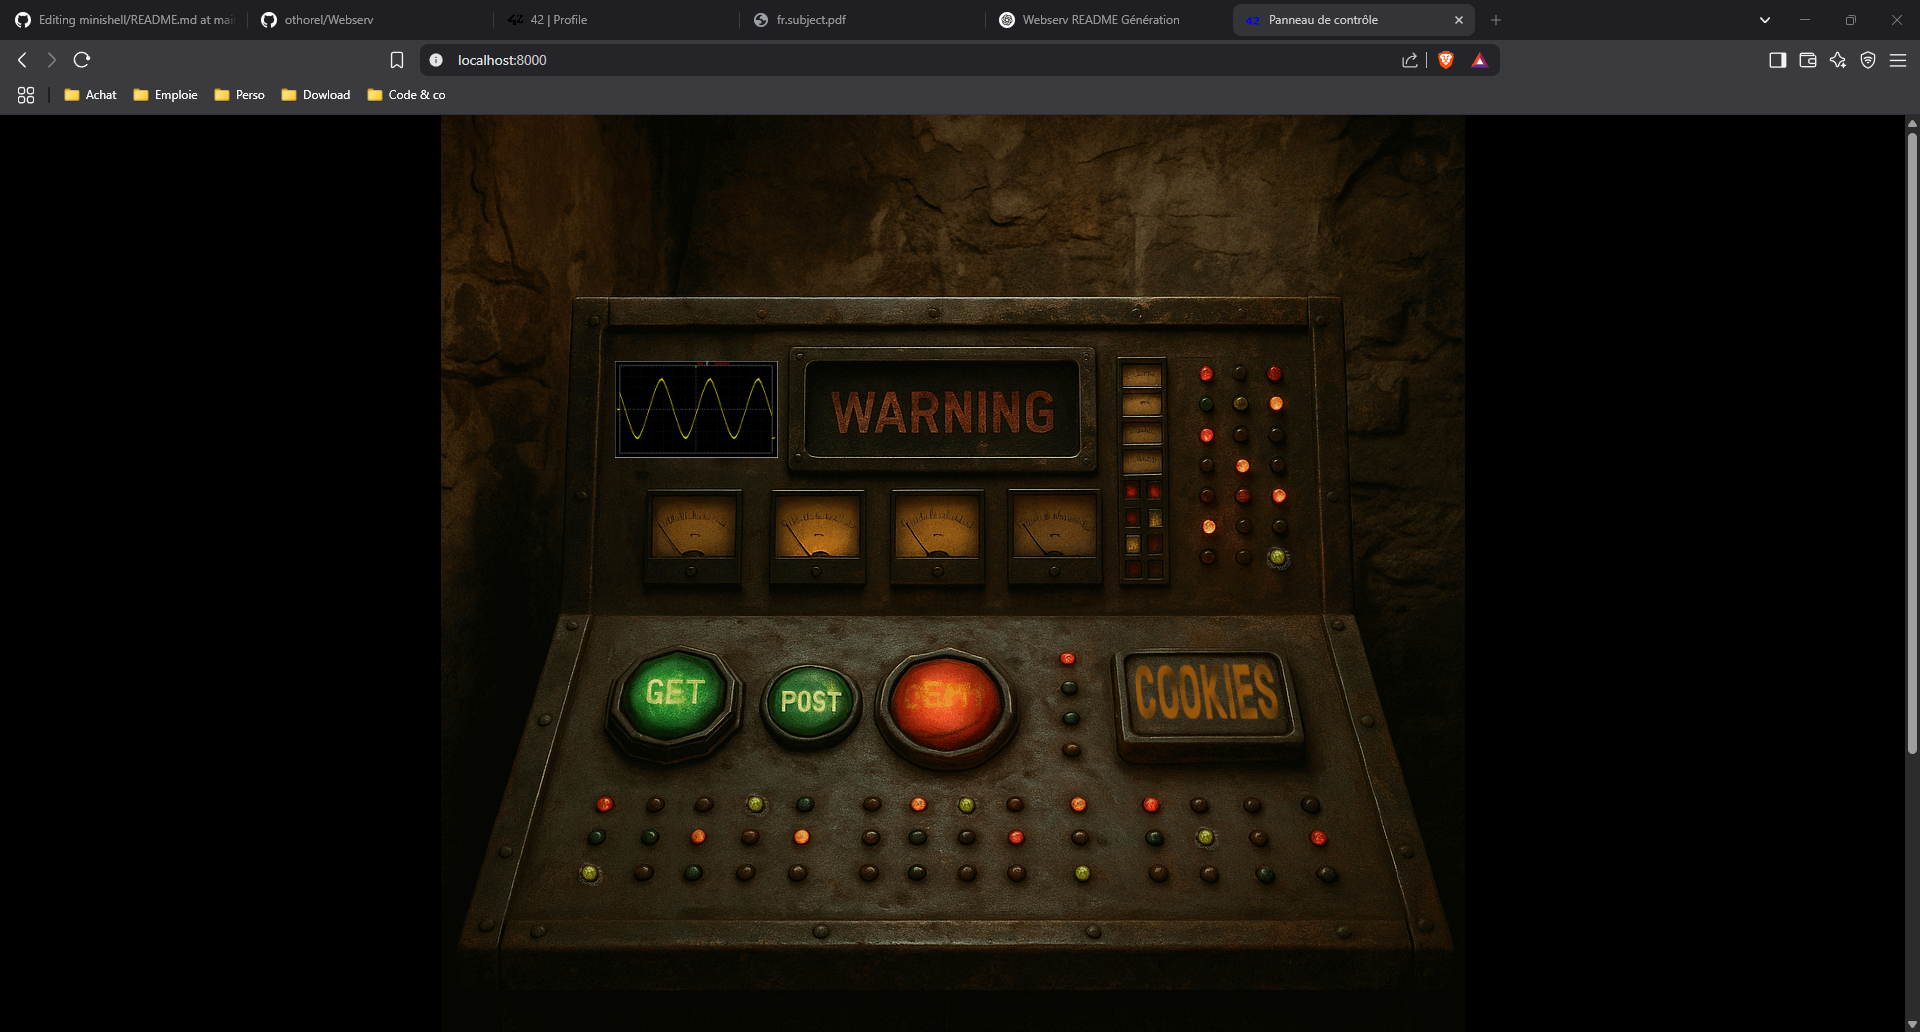 Editing minishell/README.md at mai
othorel/Webserv
42 | Profile
fr.subject.pdf
Webserv README Génération
42 Panneau de contrôle
localhost:8000
Achat
Emploie
Perso
Dowload
Code & co
WARNING
GET
POST
COOKIES